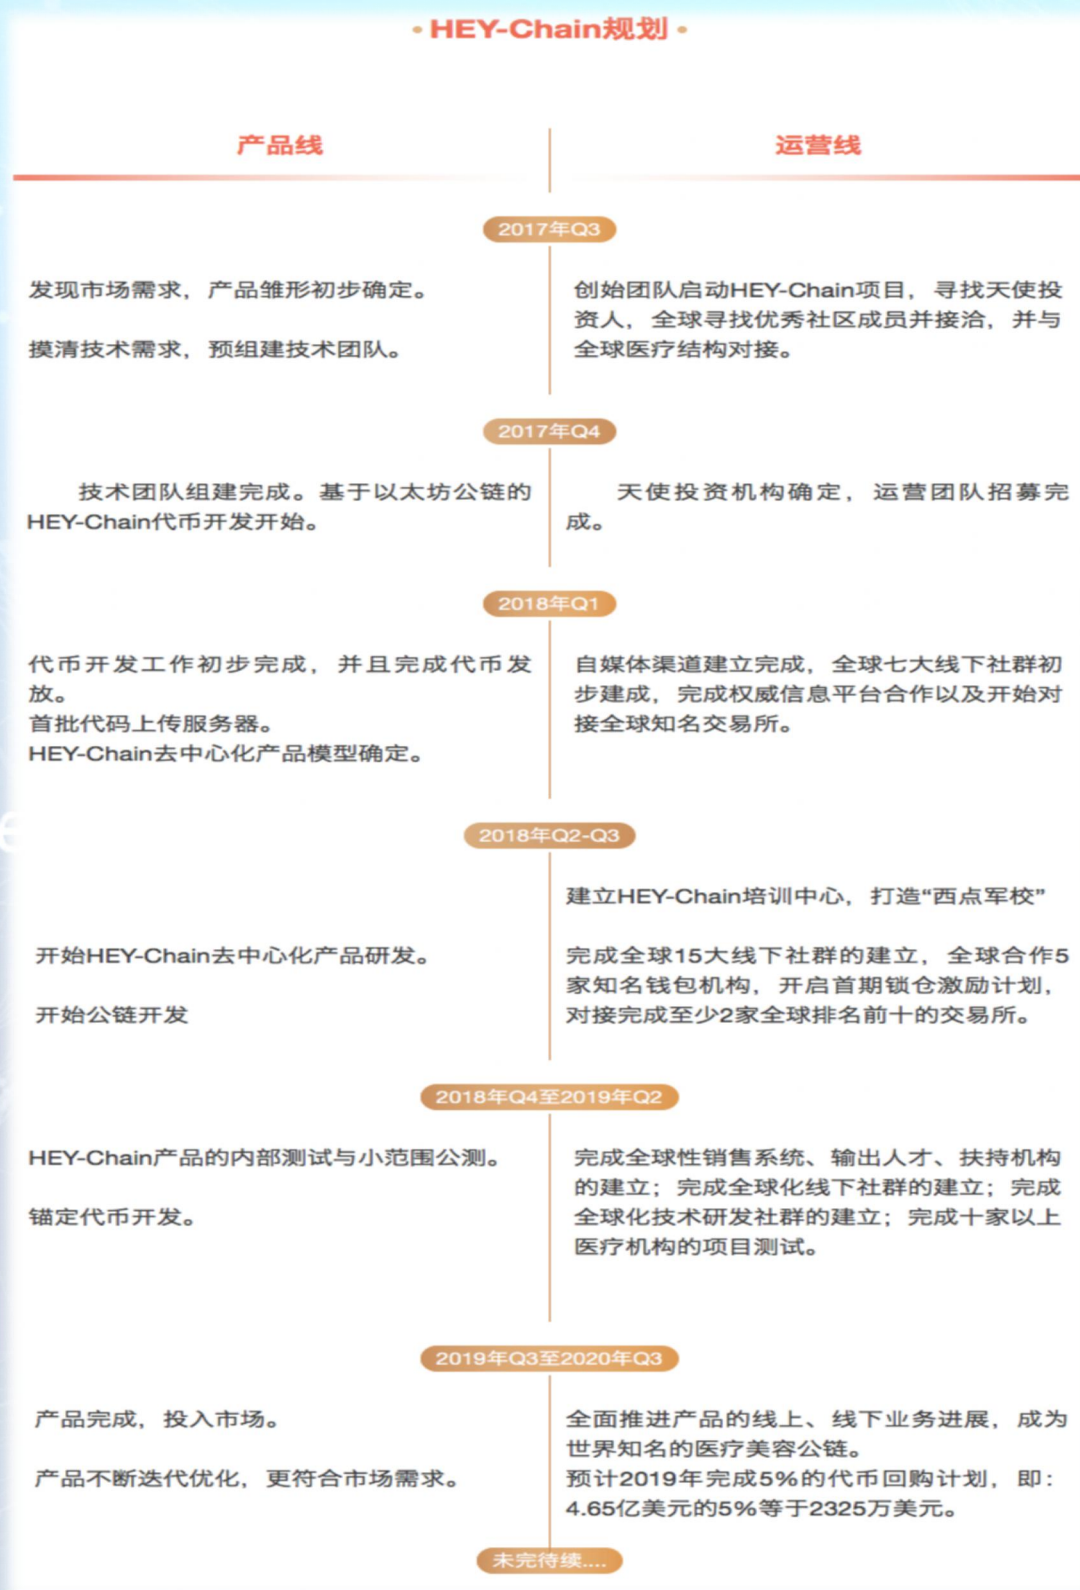 ·HEY-Chain规划·
产品线
运营线
2017年Q3
发现市场需求，产品雏形初步确定。
摸清技术需求，预组建技术团队。
创始团队启动HEY-Chain项目，寻找天使投
资人，全球寻找优秀社区成员并接洽，并与
全球医疗结构对接。
2017年Q4
技术团队组建完成。基于以太坊公链的
HEY-Chain代币开发开始。
天使投资机构确定，运营团队招募完
成。
2018年Q1
代币开发工作初步完成，并且完成代币发
放。
首批代码上传服务器。
HEY-Chain去中心化产品模型确定。
自媒体渠道建立完成，全球七大线下社群初
步建成，完成权威信息平台合作以及开始对
接全球知名交易所。
2018年Q2-Q3
开始HEY-Chain去中心化产品研发。
开始公链开发
建立HEY-Chain培训中心，打造“西点军校”
完成全球15大线下社群的建立，全球合作5
家知名钱包机构，开启首期锁仓激励计划，
对接完成至少2家全球排名前十的交易所。
2018年Q4至2019年Q2
HEY-Chain产品的内部测试与小范围公测。
锚定代币开发。
完成全球性销售系统、输出人才、扶持机构
的建立；完成全球化线下社群的建立；完成
全球化技术研发社群的建立；完成十家以上
医疗机构的项目测试。
2019年Q3至2020年Q3
产品完成，投入市场。
产品不断迭代优化，更符合市场需求。
全面推进产品的线上、线下业务进展，成为
世界知名的医疗美容公链。
预计2019年完成5%的代币回购计划，即：
4.65亿美元的5%等于2325万美元。
未完待续....